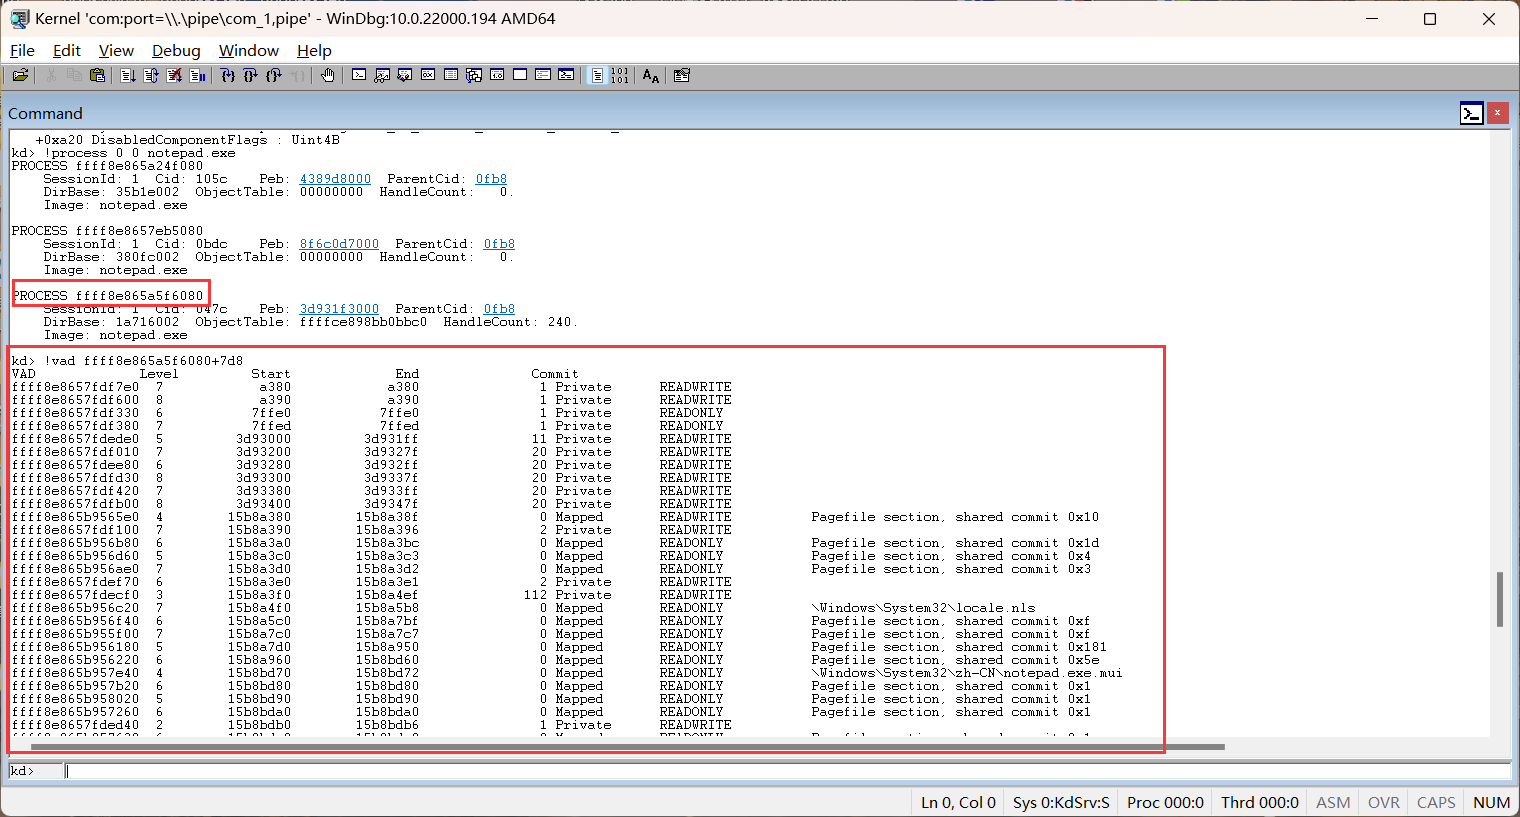 Kernel 'com:port=\\.\pipe\com_1,pipe' - WinDbg:10.0.22000.194 AMD64
File Edit View Debug Window Help
Command
+0xa20 DisabledComponentFlags : Uint4B
kd> !process 0 0 notepad.exe
PROCESS ffff8e865a24f080
SessionId: 1 Cid: 105c Peb: 4389d8000 ParentCid: 0fb8
DirBase: 35b1e002 ObjectTable: 00000000 HandleCount: 0.
Image: notepad.exe
PROCESS ffff8e8657eb5080
SessionId: 1 Cid: 0bdc Peb: 8f6c0d7000 ParentCid: 0fb8
DirBase: 380fc002 ObjectTable: 00000000 HandleCount: 0.
Image: notepad.exe
PROCESS ffff8e865a5f6080
SessionId: 1 Cid: 047c Peb: 3d931f3000 ParentCid: 0fb8
DirBase: 1a716002 ObjectTable: ffffce898bb0bbc0 HandleCount: 240.
Image: notepad.exe
kd> !vad ffff8e865a5f6080+7d8
VAD Level Start End Commit
ffff8e8657fdf7e0 7 a380 a380 1 Private READWRITE
ffff8e8657fdf600 8 a390 a390 1 Private READWRITE
ffff8e8657fdf330 6 7ffe0 7ffe0 1 Private READONLY
ffff8e8657fdf380 7 7ffed 7ffed 1 Private READONLY
ffff8e8657fdede0 5 3d93000 3d931ff 11 Private READWRITE
ffff8e8657fdf010 7 3d93200 3d9327f 20 Private READWRITE
ffff8e8657fdee80 6 3d93280 3d932ff 20 Private READWRITE
ffff8e8657fdfd30 8 3d93300 3d9337f 20 Private READWRITE
ffff8e8657fdf420 7 3d93380 3d933ff 20 Private READWRITE
ffff8e8657fdfb00 8 3d93400 3d9347f 20 Private READWRITE
ffff8e865b9565e0 4 15b8a380 15b8a38f 0 Mapped READWRITE Pagefile section, shared commit 0x10
ffff8e8657fdf100 7 15b8a390 15b8a396 2 Private READWRITE
ffff8e865b956b80 6 15b8a3a0 15b8a3bc 0 Mapped READONLY Pagefile section, shared commit 0x1d
ffff8e865b956d60 5 15b8a3c0 15b8a3c3 0 Mapped READONLY Pagefile section, shared commit 0x4
ffff8e865b956ae0 7 15b8a3d0 15b8a3d2 0 Mapped READONLY Pagefile section, shared commit 0x3
ffff8e8657fdef70 6 15b8a3e0 15b8a3e1 2 Private READWRITE
ffff8e8657fdecf0 3 15b8a3f0 15b8a4ef 112 Private READWRITE
ffff8e865b956c20 7 15b8a4f0 15b8a5b8 0 Mapped READONLY \Windows\System32\locale.nls
ffff8e865b956f40 6 15b8a5c0 15b8a7bf 0 Mapped READONLY Pagefile section, shared commit 0xf
ffff8e865b955f00 7 15b8a7c0 15b8a7c7 0 Mapped READONLY Pagefile section, shared commit 0xf
ffff8e865b956180 5 15b8a7d0 15b8a950 0 Mapped READONLY Pagefile section, shared commit 0x181
ffff8e865b956220 6 15b8a960 15b8bd60 0 Mapped READONLY Pagefile section, shared commit 0x5e
ffff8e865b957e40 4 15b8bd70 15b8bd72 0 Mapped READONLY \Windows\System32\zh-CN\notepad.exe.mui
ffff8e865b957b20 6 15b8bd80 15b8bd80 0 Mapped READONLY Pagefile section, shared commit 0x1
ffff8e865b958020 5 15b8bd90 15b8bd90 0 Mapped READONLY Pagefile section, shared commit 0x1
ffff8e865b957260 6 15b8bda0 15b8bda0 0 Mapped READONLY Pagefile section, shared commit 0x1
ffff8e8657fded40 2 15b8bdb0 15b8bdb6 1 Private READWRITE
kd>
Ln 0, Col 0 Sys 0:KdSrv:S Proc 000:0 Thrd 000:0 ASM OVR CAPS NUM